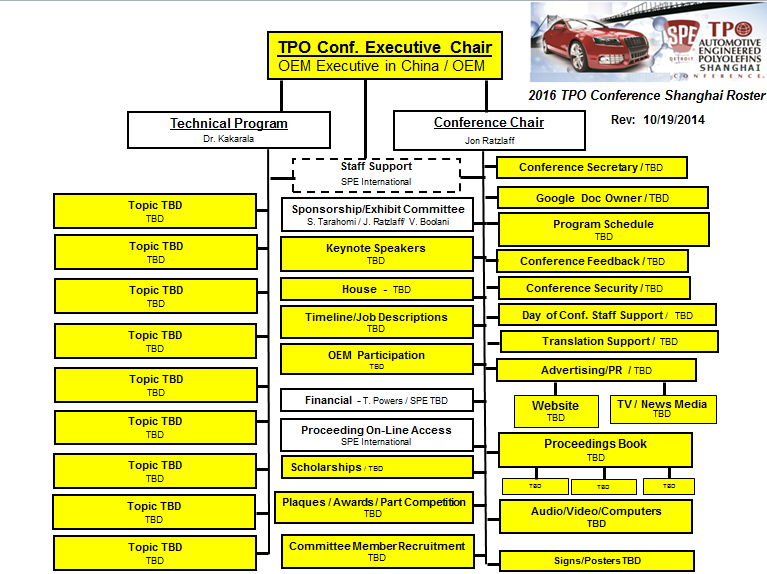 TPO Conf. Executive Chair
OEM Executive in China / OEM
SPE
DETROIT
TPO
AUTOMOTIVE
ENGINEERED
POLYOLEFINS
SHANGHAI
CONFERENCE
2016 TPO Conference Shanghai Roster
Rev: 10/19/2014
Technical Program
Dr. Kakarala
Conference Chair
Jon Ratzlaff
Staff Support
SPE International
Topic TBD
TBD
Topic TBD
TBD
Topic TBD
TBD
Topic TBD
TBD
Topic TBD
TBD
Topic TBD
TBD
Topic TBD
TBD
Topic TBD
TBD
Topic TBD
TBD
Sponsorship/Exhibit Committee
S. Tarahomi / J. Ratzlaff/ V. Boolani
Keynote Speakers
TBD
House - TBD
Timeline/Job Descriptions
TBD
OEM Participation
TBD
Financial - T. Powers / SPE TBD
Proceeding On-Line Access
SPE International
Scholarships / TBD
Plaques / Awards / Part Competition
TBD
Committee Member Recruitment
TBD
Conference Secretary / TBD
Google Doc Owner / TBD
Program Schedule
TBD
Conference Feedback / TBD
Conference Security / TBD
Day of Conf. Staff Support / TBD
Translation Support / TBD
Advertising/PR / TBD
Website
TBD
TV / News Media
TBD
Proceedings Book
TBD
TBD
TBD
TBD
Audio/Video/Computers
TBD
Signs/Posters TBD